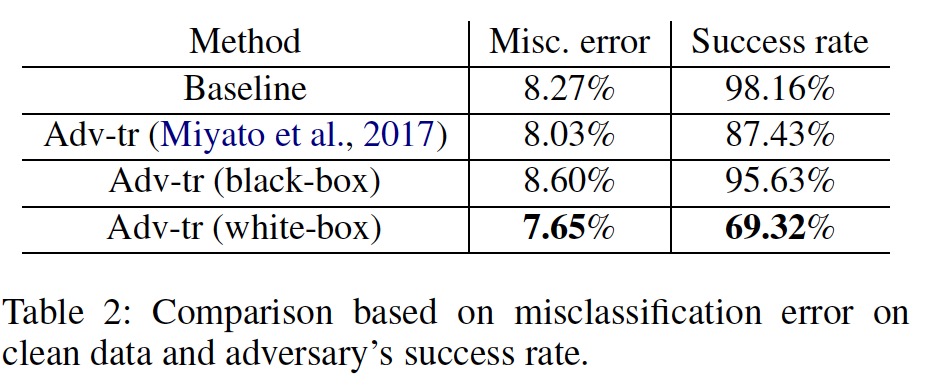 Method Misc. error Success rate
Baseline 8.27% 98.16%
Adv-tr (Miyato et al., 2017) 8.03% 87.43%
Adv-tr (black-box) 8.60% 95.63%
Adv-tr (white-box) 7.65% 69.32%
Table 2: Comparison based on misclassification error on
clean data and adversary's success rate.